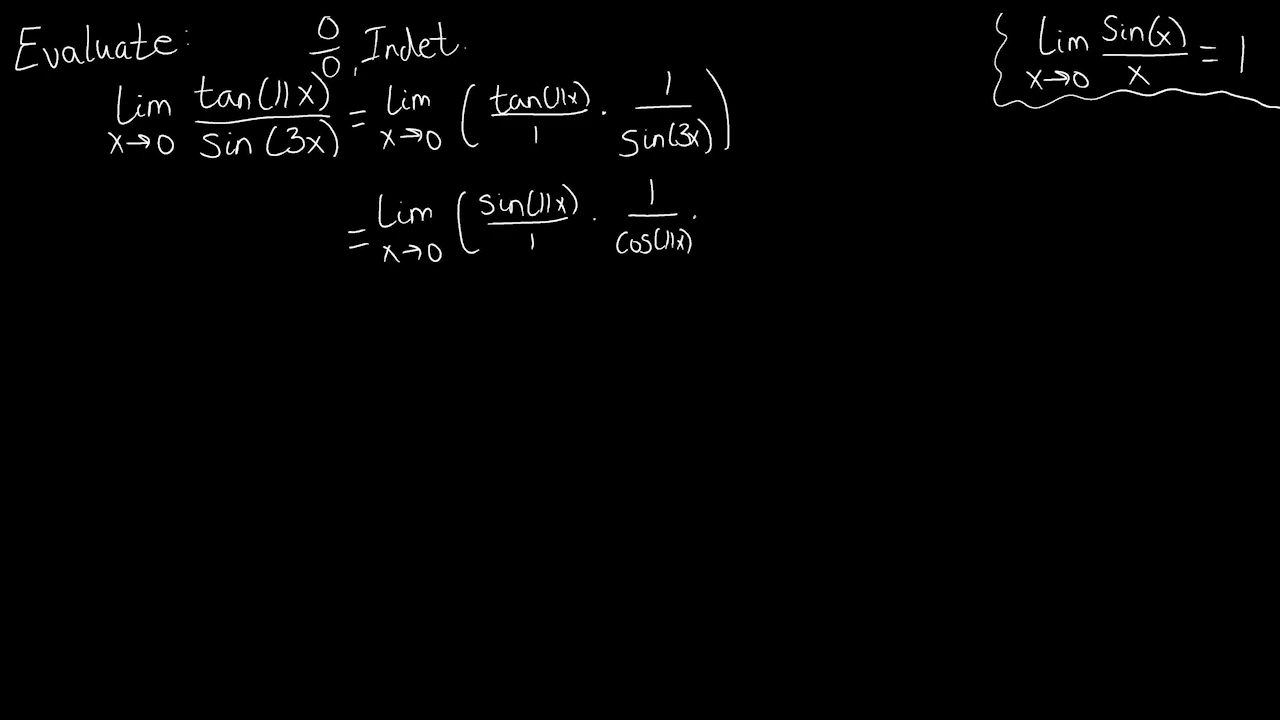 Evaluate: 0/0, Indet.
lim x→0 tan(11x)/sin(3x) = lim x→0 (tan(11x)/1 · 1/sin(3x))
= lim x→0 (sin(11x)/1 · 1/cos(11x) ·
lim x→0 sin(x)/x = 1